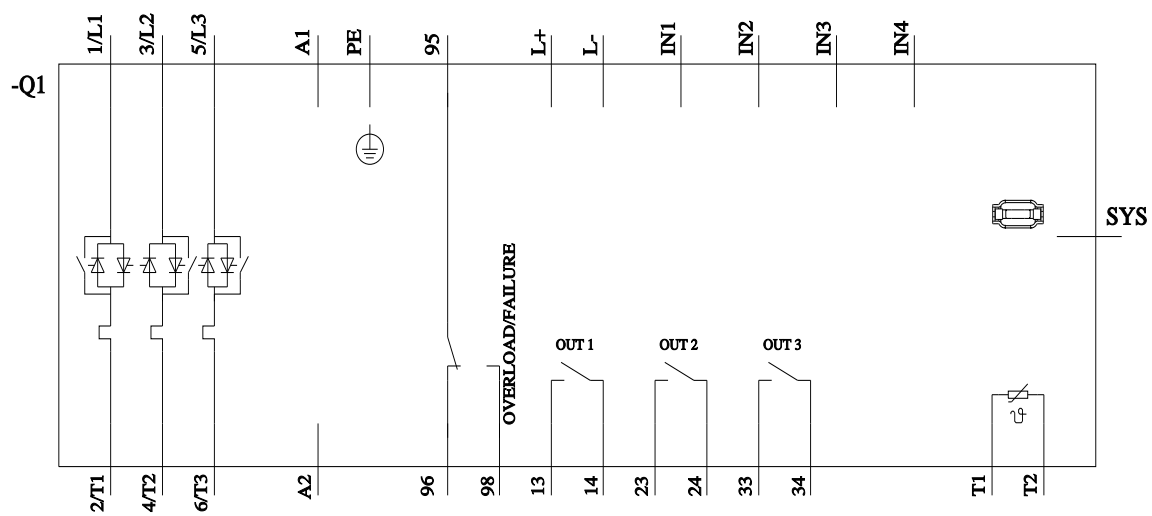 1/L1
3/L2
5/L3
A1
PE
95
L+
L-
IN1
IN2
IN3
IN4
-Q1
SYS
OVERLOAD/FAILURE
OUT 1
OUT 2
OUT 3
ϑ
2/T1
4/T2
6/T3
A2
96
98
13
14
23
24
33
34
T1
T2